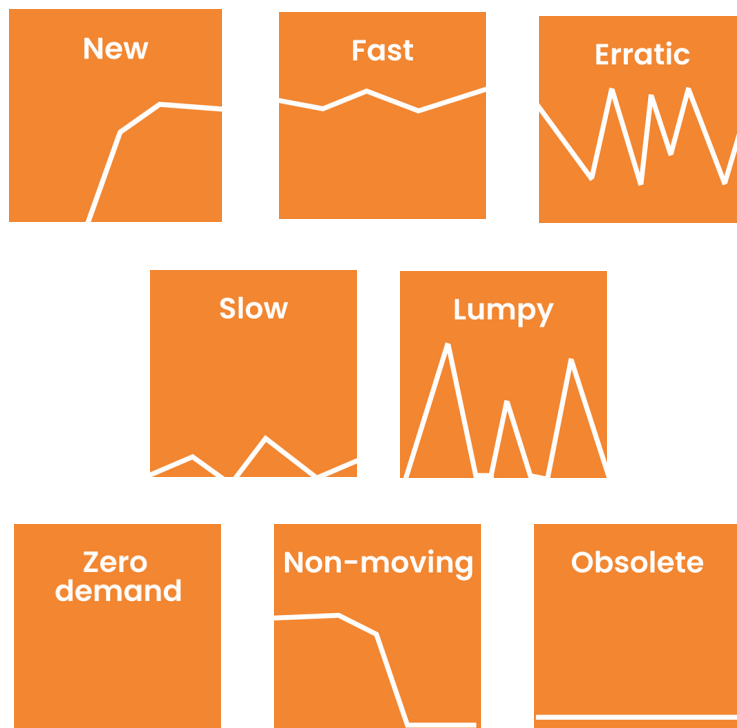 New
Fast
Erratic
Slow
Lumpy
Zero
demand
Non-moving
Obsolete